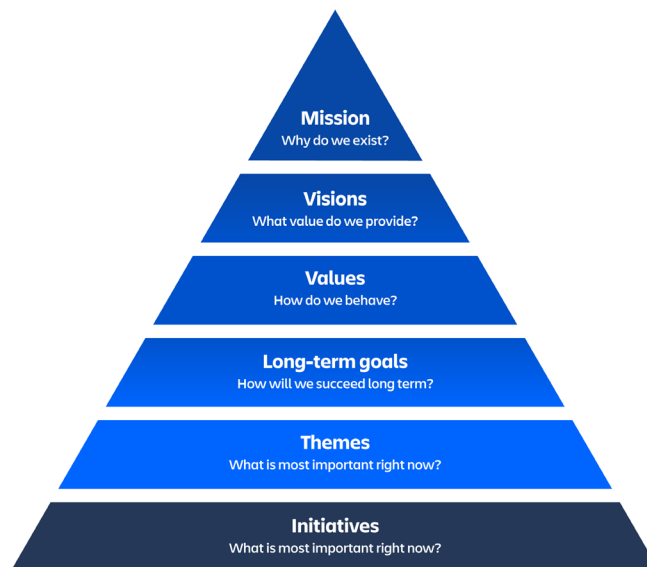 Mission
Why do we exist?
Visions
What value do we provide?
Values
How do we behave?
Long-term goals
How will we succeed long term?
Themes
What is most important right now?
Initiatives
What is most important right now?